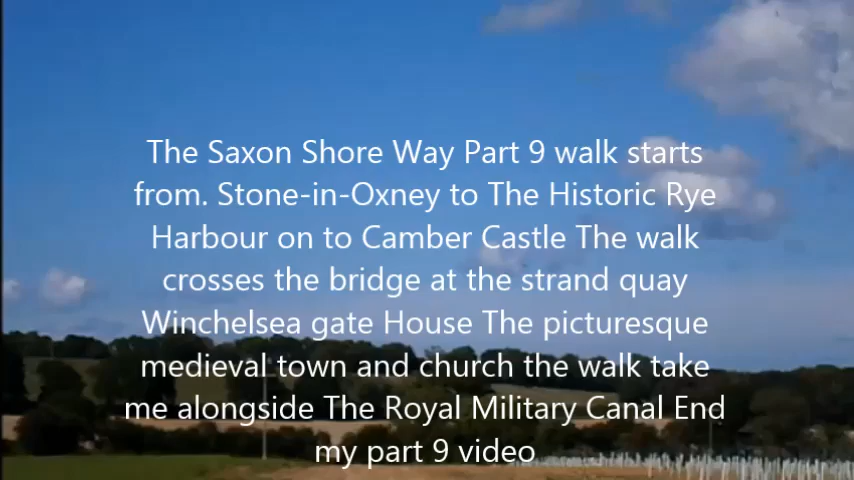 The Saxon Shore Way Part 9 walk starts
from. Stone-in-Oxney to The Historic Rye
Harbour on to Camber Castle The walk
crosses the bridge at the strand quay
Winchelsea gate House The picturesque
medieval town and church the walk take
me alongside The Royal Military Canal End
my part 9 video